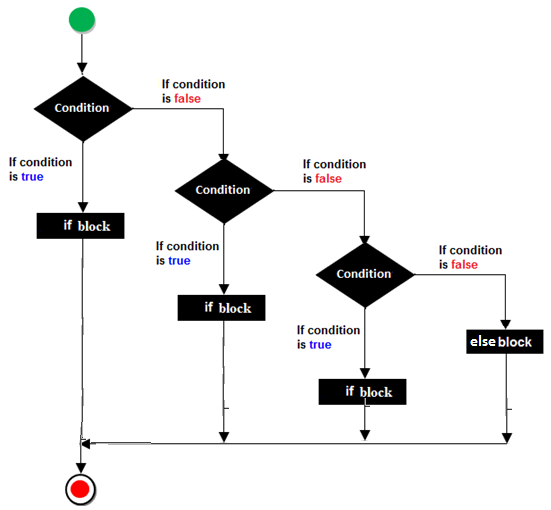 If condition
is false
Condition
If condition
is true
If condition
is false
Condition
if block
If condition
is true
If condition
is false
Condition
if block
If condition
is true
else block
if block